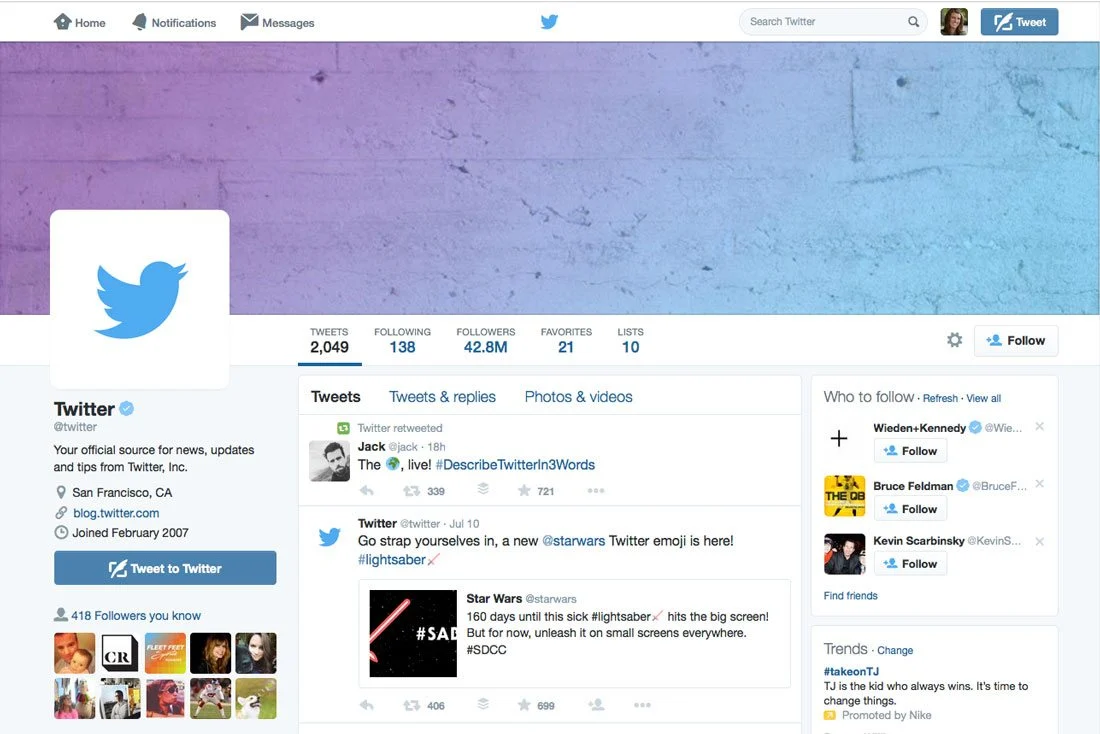 Home
Notifications
Messages
Search Twitter
Tweet
TWEETS
2,049
FOLLOWING
138
FOLLOWERS
42.8M
FAVORITES
21
LISTS
10
Follow
Twitter
@twitter
Your official source for news, updates
and tips from Twitter, Inc.
San Francisco, CA
blog.twitter.com
Joined February 2007
Tweet to Twitter
418 Followers you know
CR
FLEET FEET
Sports
Tweets
Tweets & replies
Photos & videos
Twitter retweeted
Jack @jack · 18h
The 🌍, live! #DescribeTwitterIn3Words
339
721
Twitter @twitter · Jul 10
Go strap yourselves in, a new @starwars Twitter emoji is here!
#lightsaber
#SAD
Star Wars @starwars
160 days until this sick #lightsaber hits the big screen!
But for now, unleash it on small screens everywhere.
#SDCC
406
699
Who to follow · Refresh · View all
Wieden+Kennedy @Wie...
Follow
THE QB
Bruce Feldman @BruceF...
Follow
Kevin Scarbinsky @KevinS...
Follow
Find friends
Trends · Change
#takeonTJ
TJ is the kid who always wins. It's time to
change things.
Promoted by Nike